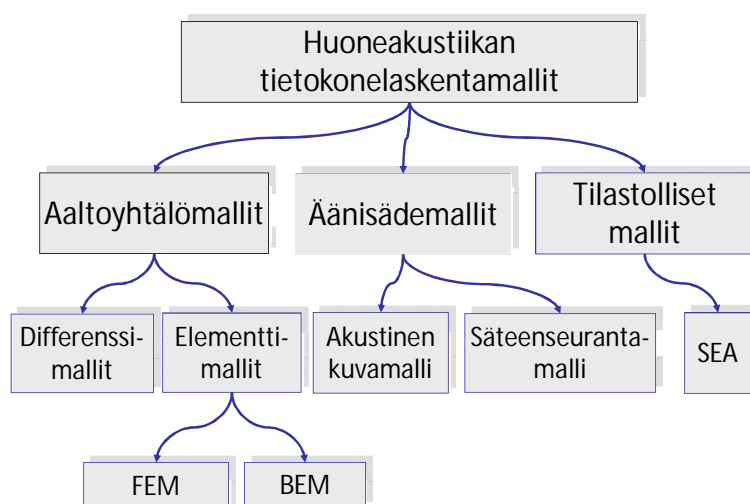 Huoneakustiikan
tietokonelaskentamallit
Aaltoyhtälömallit
Äänisädemallit
Tilastolliset
mallit
Differenssi-
mallit
Elementti-
mallit
Akustinen
kuvamalli
Säteenseuranta-
malli
SEA
FEM
BEM